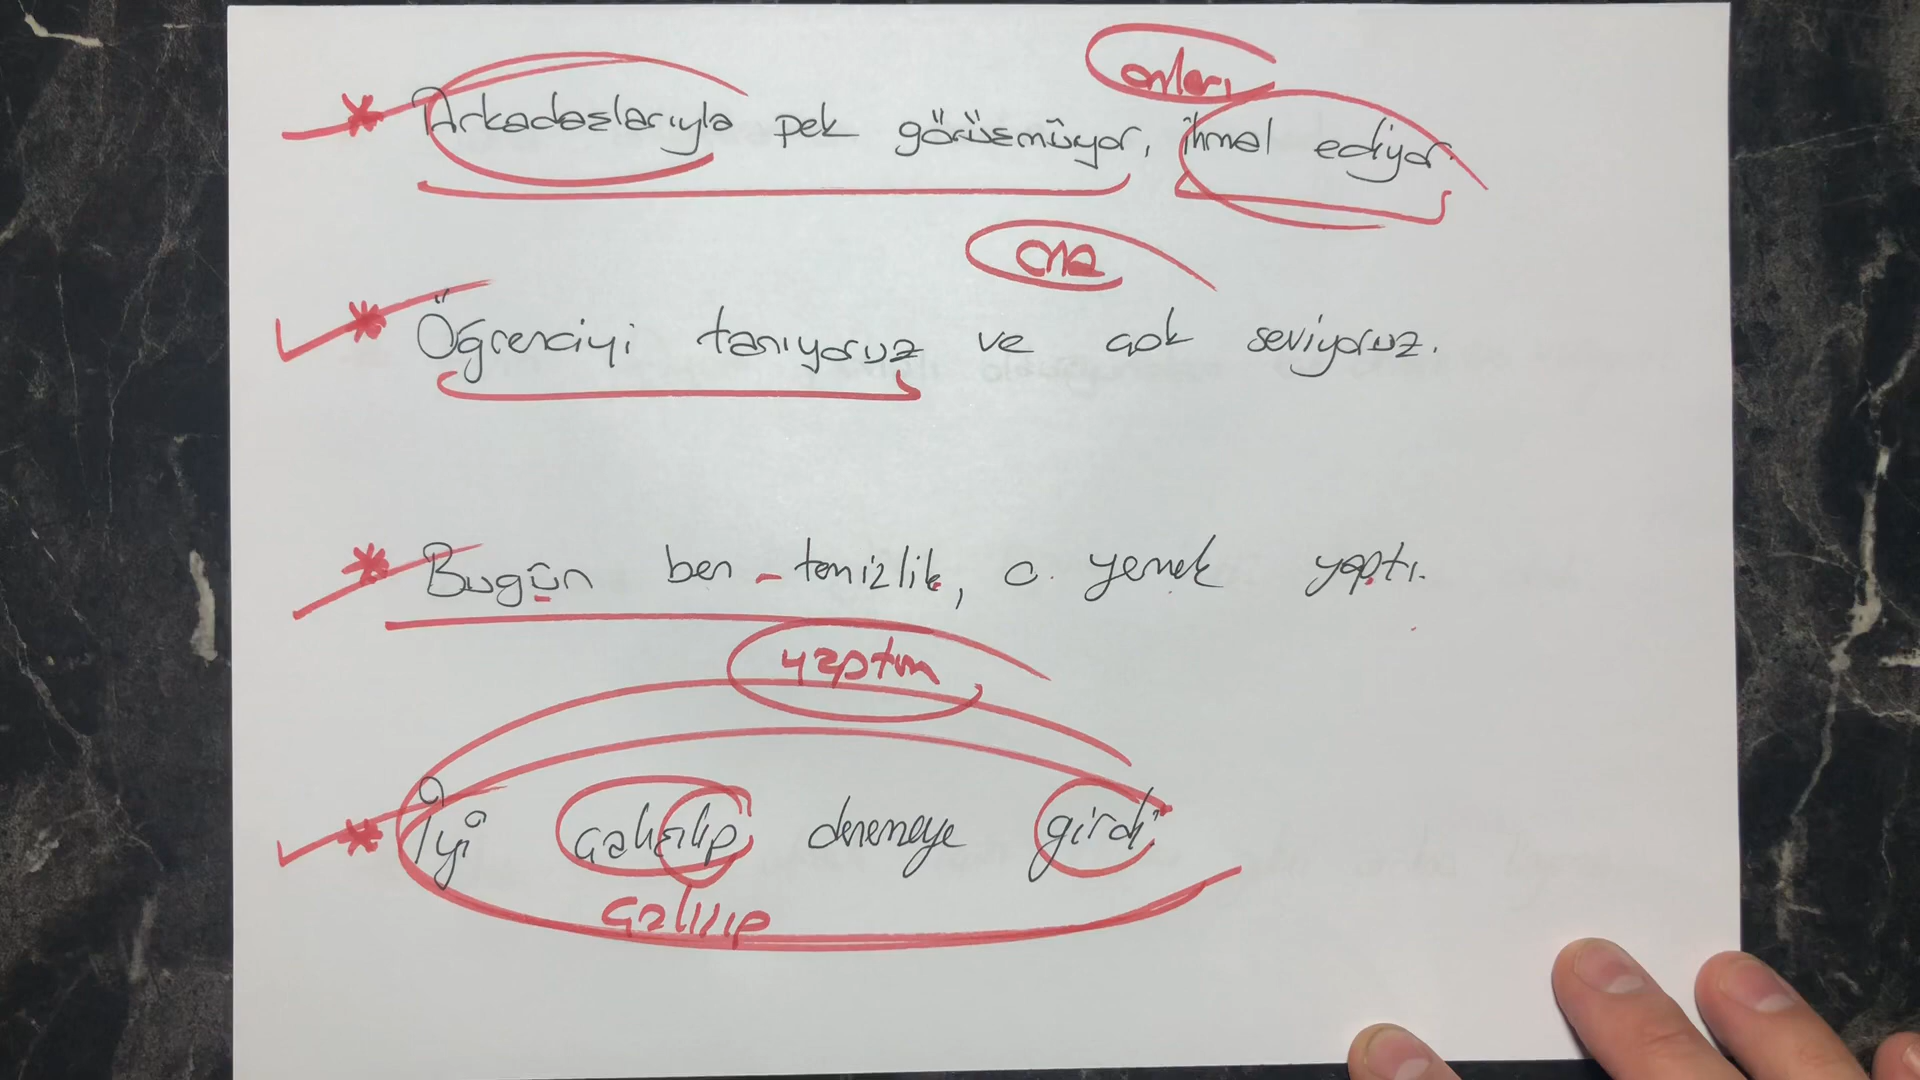 onları
Arkadaşlarıyla pek görüşmüyor, ihmal ediyor.
ona
Öğrenciyi tanıyoruz ve çok seviyoruz.
Bugün ben temizlik, o yemek yaptı.
yaptım
İyi çalışılıp denemeye girdi.
çalışıp